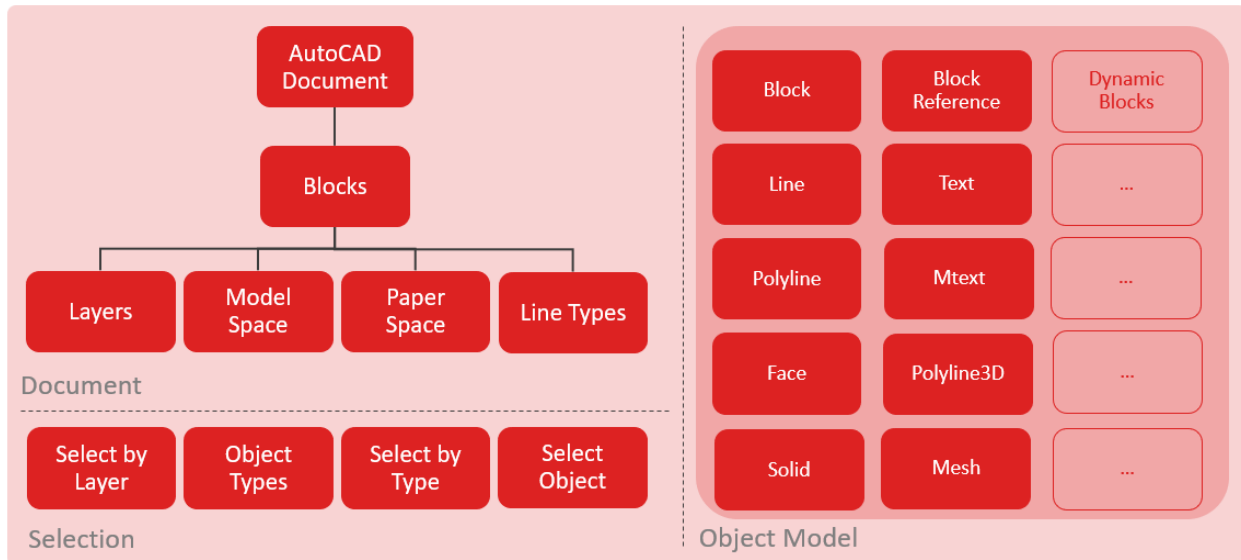 AutoCAD
Document
Blocks
Layers
Model
Space
Paper
Space
Line Types
Document
Select by
Layer
Object
Types
Select by
Type
Select
Object
Selection
Block
Block
Reference
Dynamic
Blocks
Line
Text
...
Polyline
Mtext
...
Face
Polyline3D
...
Solid
Mesh
...
Object Model